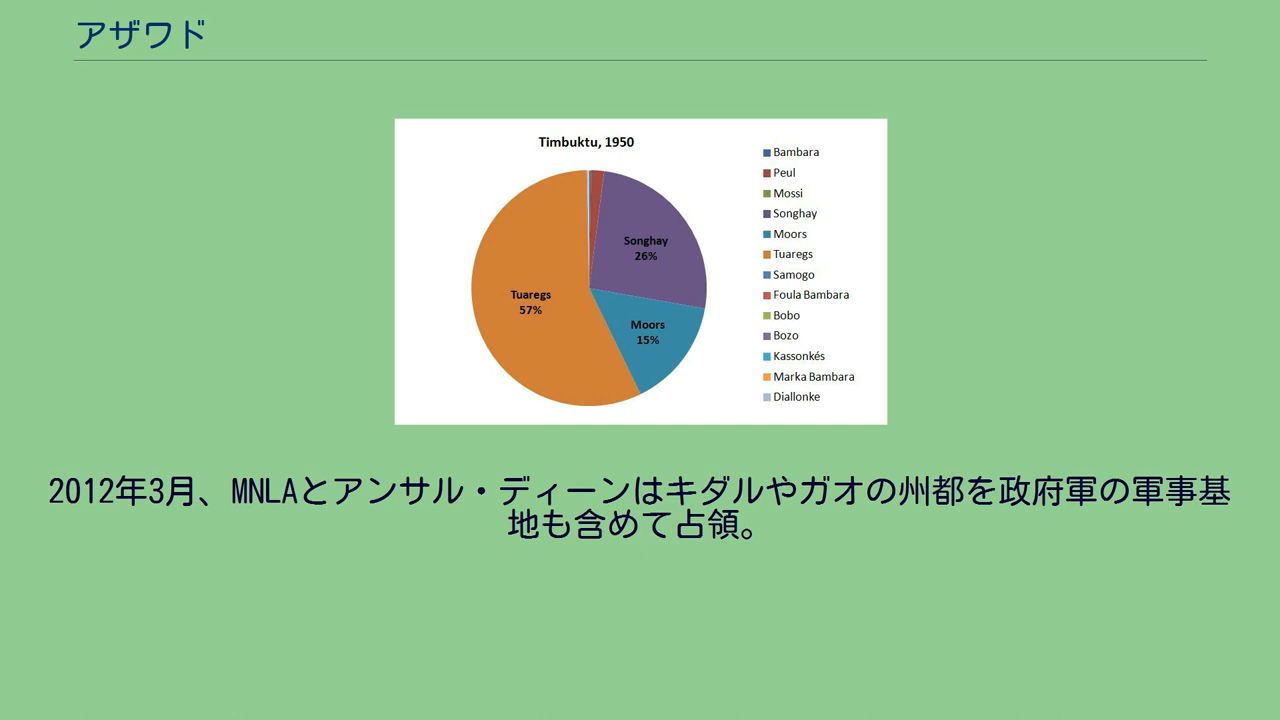 アザワド
Timbuktu, 1950
Songhay
26%
Tuaregs
57%
Moors
15%
Bambara
Peul
Mossi
Songhay
Moors
Tuaregs
Samogo
Foula Bambara
Bobo
Bozo
Kassonkés
Marka Bambara
Diallonke
2012年3月、MNLAとアンサル・ディーンはキダルやガオの州都を政府軍の軍事基
地も含めて占領。